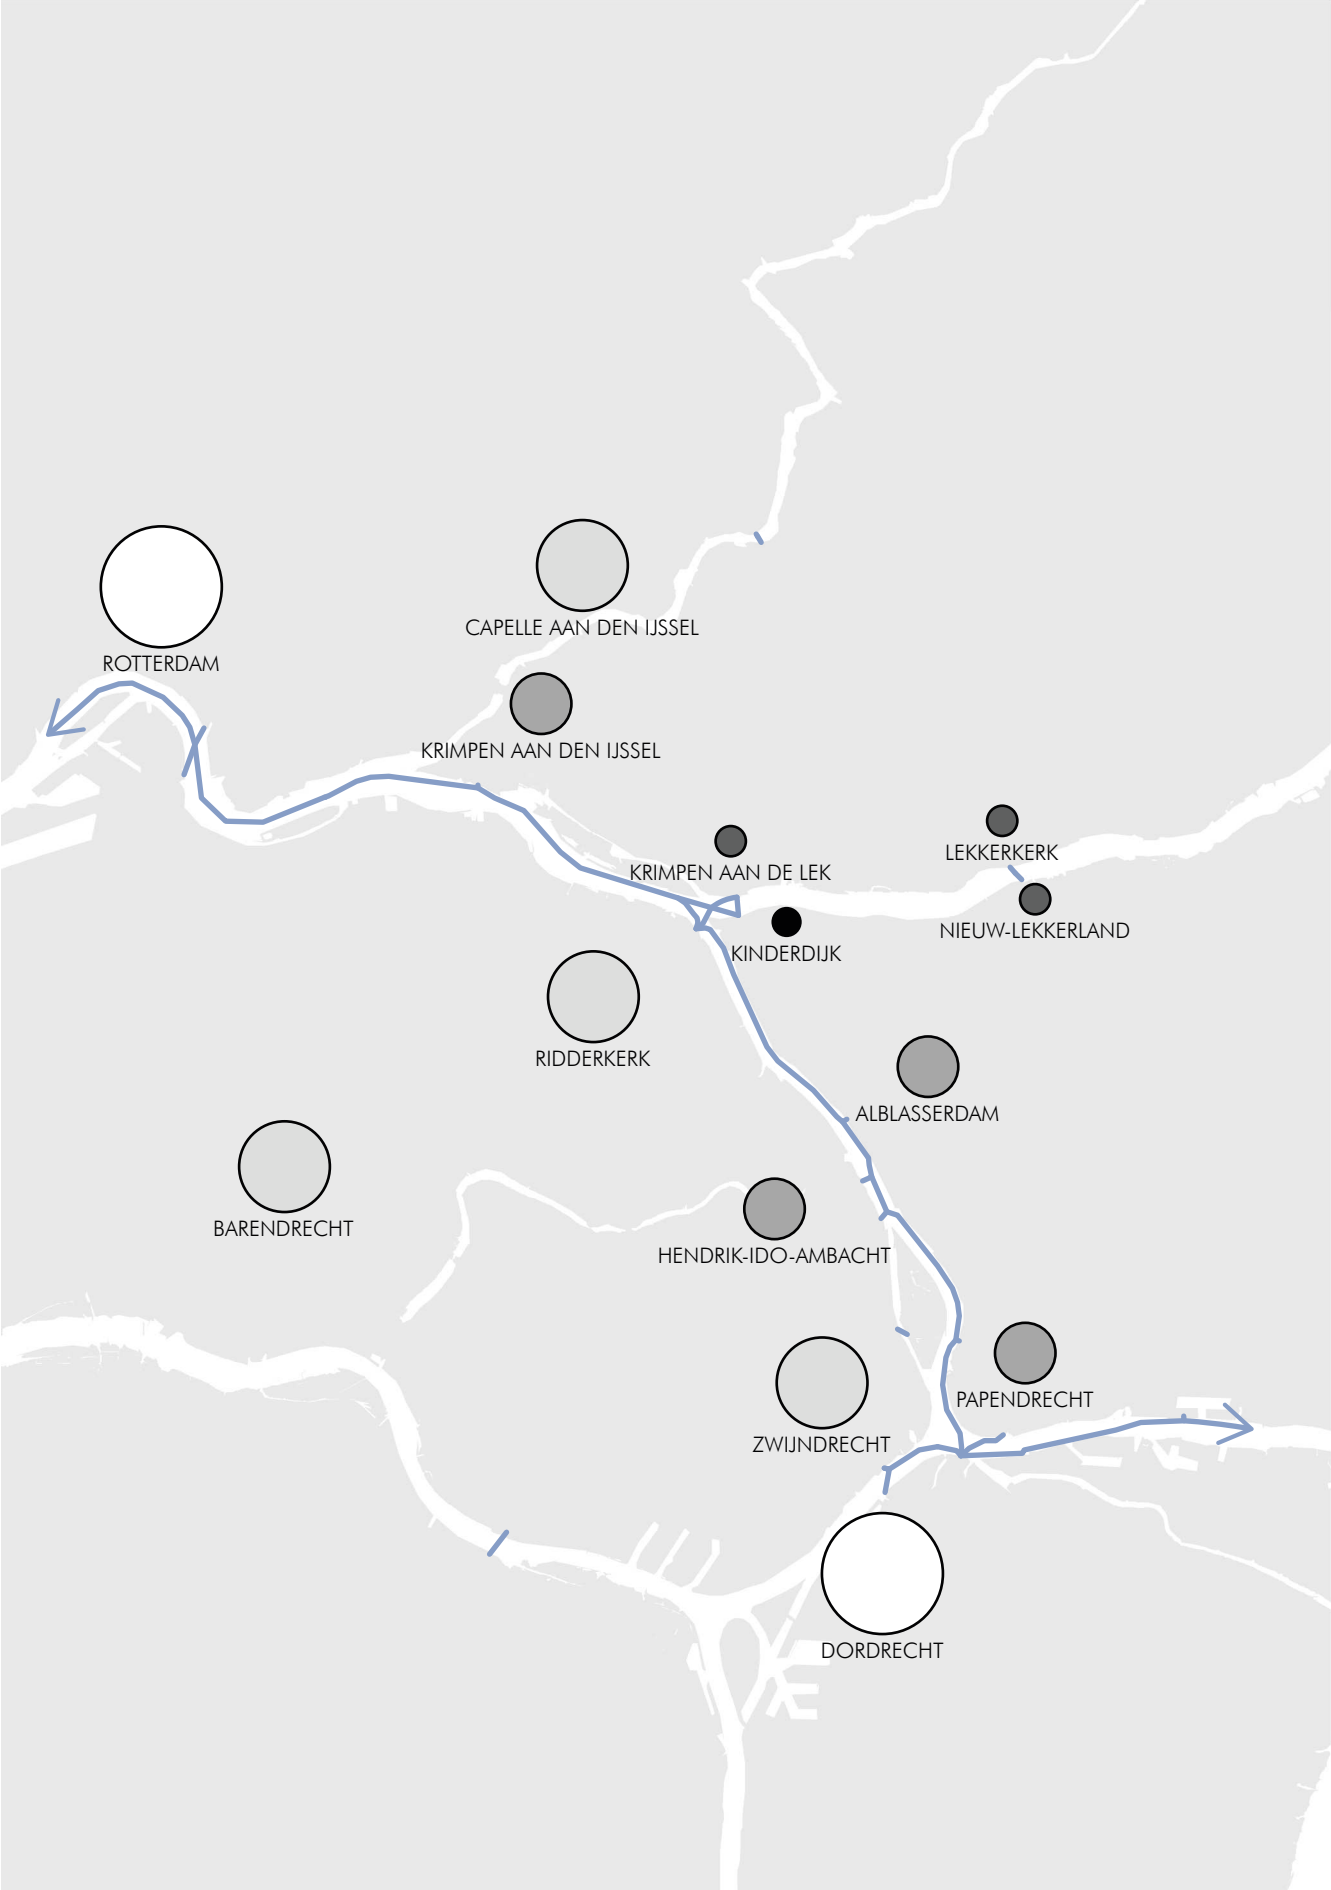 CAPELLE AAN DEN IJSSEL
ROTTERDAM
KRIMPEN AAN DEN IJSSEL
LEKKERKERK
KRIMPEN AAN DE LEK
NIEUW-LEKKERLAND
KINDERDIJK
RIDDERKERK
ALBLASSERDAM
BARENDRECHT
HENDRIK-IDO-AMBACHT
PAPENDRECHT
ZWIJNDRECHT
DORDRECHT